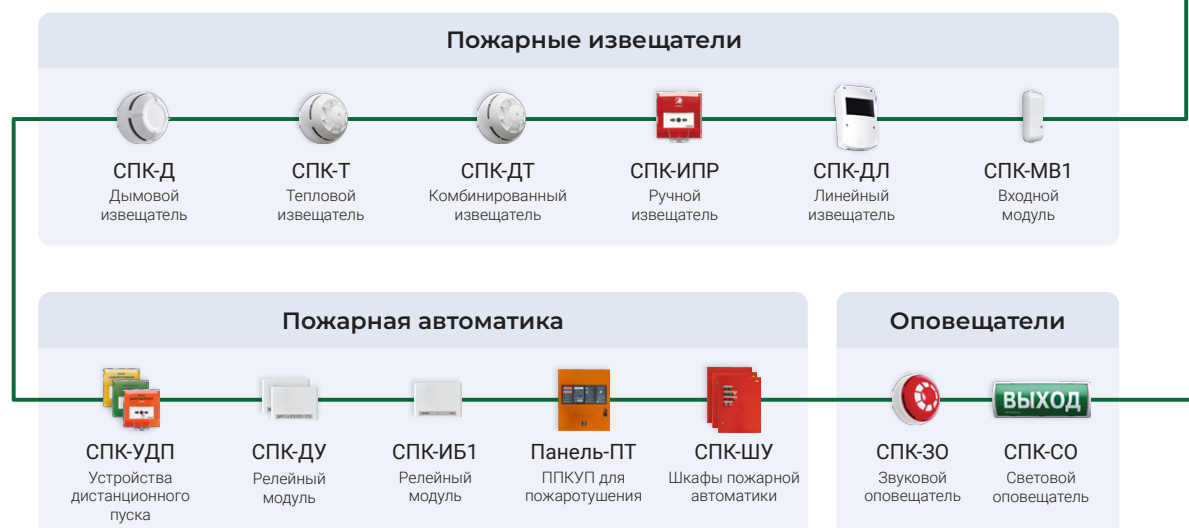 Пожарные извещатели
СПК-Д
Дымовой
извещатель
СПК-Т
Тепловой
извещатель
СПК-ДТ
Комбинированный
извещатель
СПК-ИПР
Ручной
извещатель
СПК-ДЛ
Линейный
извещатель
СПК-МВ1
Входной
модуль
Пожарная автоматика
СПК-УДП
Устройства
дистанционного
пуска
СПК-ДУ
Релейный
модуль
СПК-ИБ1
Релейный
модуль
Панель-ПТ
ППКУП для
пожаротушения
СПК-ШУ
Шкафы пожарной
автоматики
Оповещатели
СПК-ЗО
Звуковой
оповещатель
ВЫХОД
СПК-СО
Световой
оповещатель